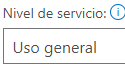 Nivel de servicio:
Uso general